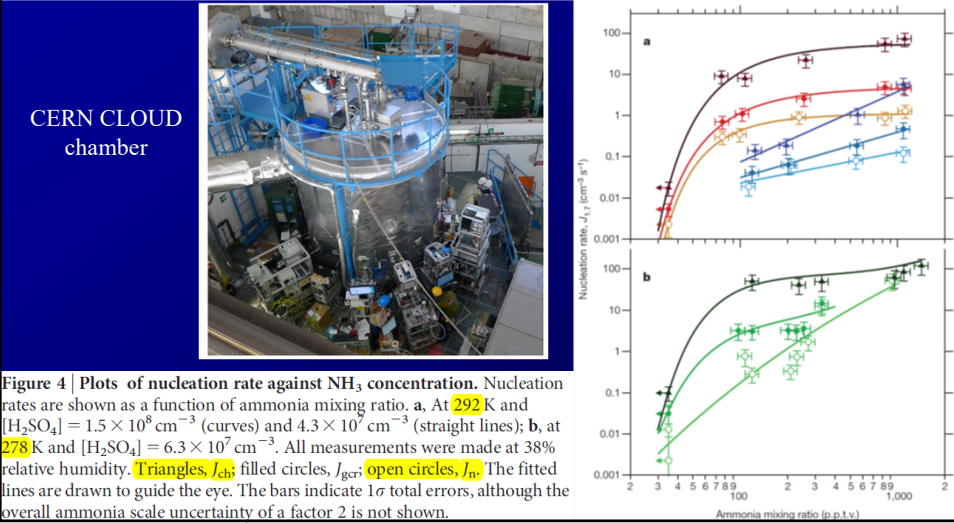 CERN CLOUD
chamber
Figure 4 | Plots of nucleation rate against NH₃ concentration. Nucleation
rates are shown as a function of ammonia mixing ratio. a, At 292 K and
[H₂SO₄] = 1.5 × 10⁸ cm⁻³ (curves) and 4.3 × 10⁷ cm⁻³ (straight lines); b, at
278 K and [H₂SO₄] = 6.3 × 10⁷ cm⁻³. All measurements were made at 38%
relative humidity. Triangles, Jch; filled circles, Jgcr; open circles, Jn. The fitted
lines are drawn to guide the eye. The bars indicate 1σ total errors, although the
overall ammonia scale uncertainty of a factor 2 is not shown.
Nucleation rate, J₁.₇ (cm⁻³ s⁻¹)
a
100
10
1
0.1
0.01
0.001
b
100
10
1
0.1
0.01
0.001
2 3 4 5 6 7 8 9 2 3 4 5 6 7 8 9 2
100 1,000
Ammonia mixing ratio (p.p.t.v.)